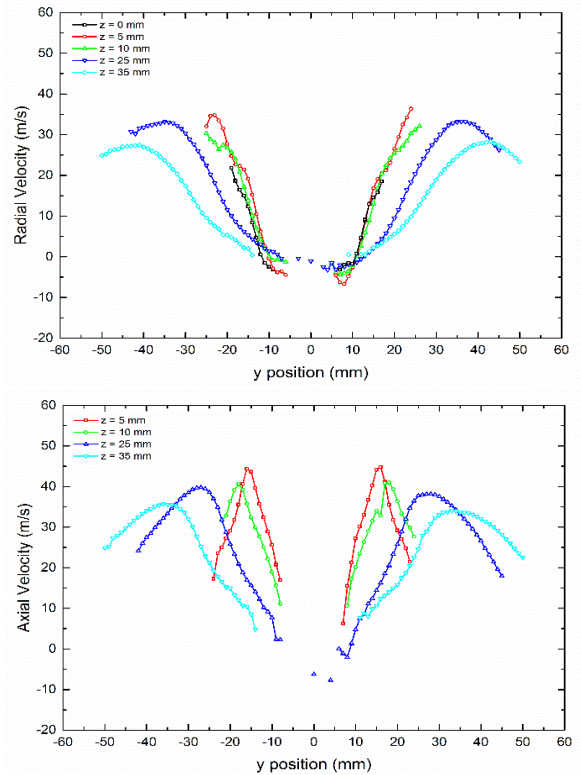 60
50
40
30
20
10
0
-10
-20
Radial Velocity (m/s)
z = 0 mm
z = 5 mm
z = 10 mm
z = 25 mm
z = 35 mm
-60 -50 -40 -30 -20 -10 0 10 20 30 40 50 60
y position (mm)
60
50
40
30
20
10
0
-10
-20
Axial Velocity (m/s)
z = 5 mm
z = 10 mm
z = 25 mm
z = 35 mm
-60 -50 -40 -30 -20 -10 0 10 20 30 40 50 60
y position (mm)